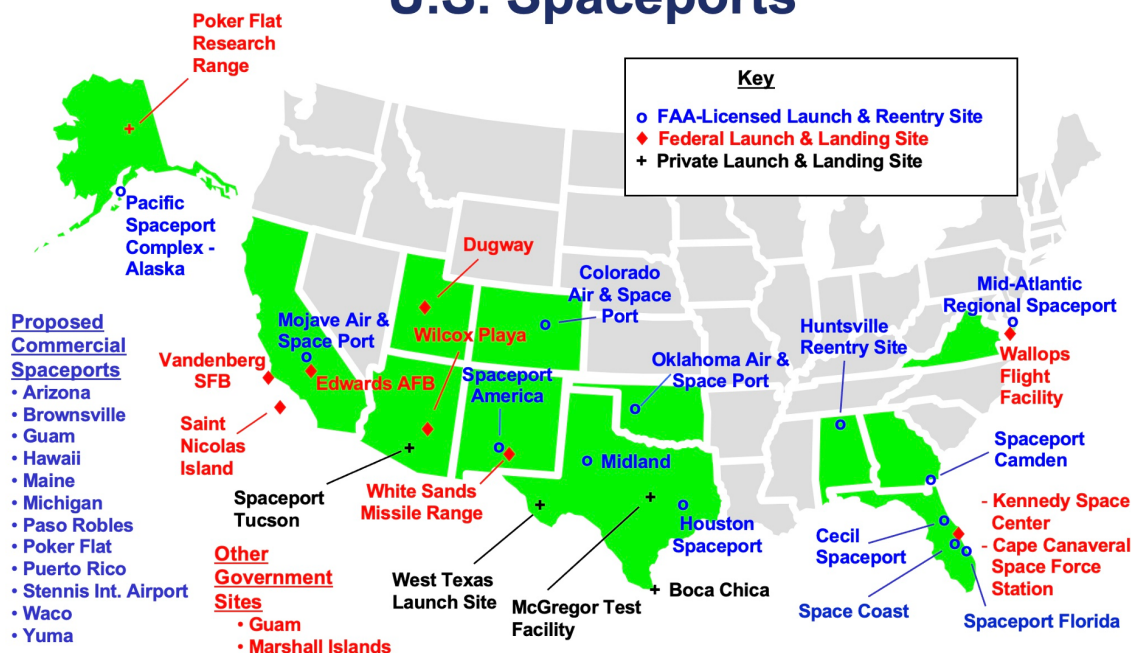 U.S. Spaceports
Poker Flat
Research
Range
Key
FAA-Licensed Launch & Reentry Site
Federal Launch & Landing Site
+ Private Launch & Landing Site
Pacific
Spaceport
Complex -
Alaska
Dugway
Colorado
Air & Space
Port
Mid-Atlantic
Regional Spaceport
Proposed
Commercial
Spaceports
• Arizona
• Brownsville
• Guam
• Hawaii
• Maine
• Michigan
• Paso Robles
• Poker Flat
• Puerto Rico
• Stennis Int. Airport
• Waco
• Yuma
Mojave Air &
Space Port
Wilcox Playa
Huntsville
Reentry Site
Vandenberg
SFB
Edwards AFB
Spaceport
America
Oklahoma Air &
Space Port
Wallops
Flight
Facility
Saint
Nicolas
Island
Midland
Spaceport
Camden
Spaceport
Tucson
White Sands
Missile Range
Houston
Spaceport
Cecil
Spaceport
- Kennedy Space
Center
- Cape Canaveral
Space Force
Station
Other
Government
Sites
• Guam
• Marshall Islands
West Texas
Launch Site
McGregor Test
Facility
Boca Chica
Space Coast
Spaceport Florida